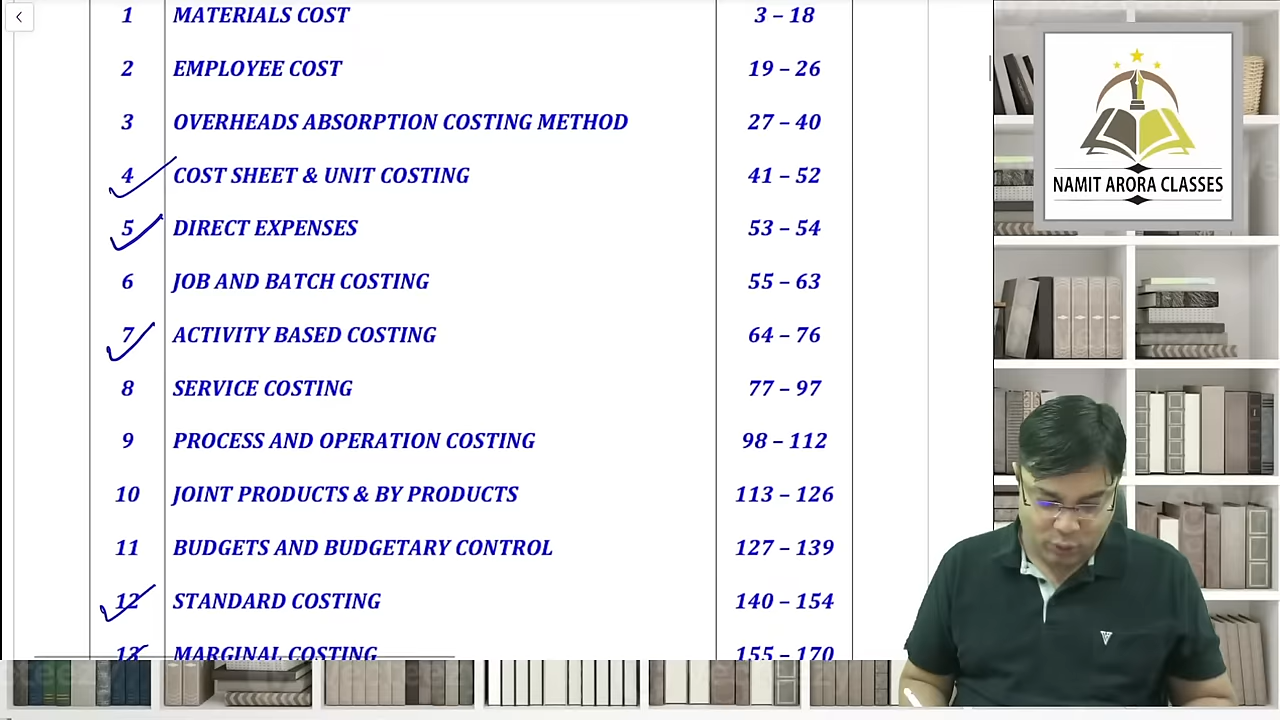 1 MATERIALS COST 3 – 18
2 EMPLOYEE COST 19 – 26
3 OVERHEADS ABSORPTION COSTING METHOD 27 – 40
4 COST SHEET & UNIT COSTING 41 – 52
5 DIRECT EXPENSES 53 – 54
6 JOB AND BATCH COSTING 55 – 63
7 ACTIVITY BASED COSTING 64 – 76
8 SERVICE COSTING 77 – 97
9 PROCESS AND OPERATION COSTING 98 – 112
10 JOINT PRODUCTS & BY PRODUCTS 113 – 126
11 BUDGETS AND BUDGETARY CONTROL 127 – 139
12 STANDARD COSTING 140 – 154
13 MARGINAL COSTING 155 – 170
NAMIT ARORA CLASSES